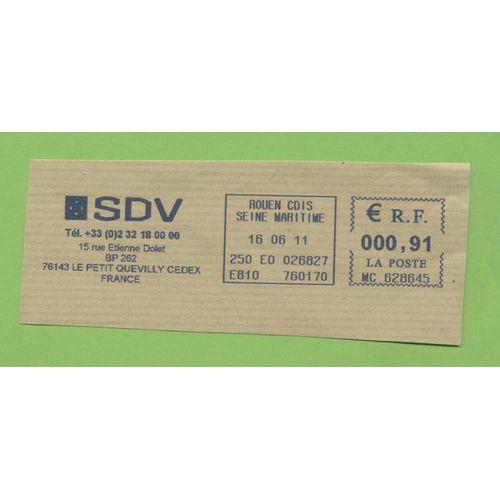 SDV
Tél. +33 (0)2 32 18 00 00
15 rue Etienne Dolet
BP 262
76143 LE PETIT QUEVILLY CEDEX
FRANCE
ROUEN CDIS
SEINE MARITIME
16 06 11
250 E0 026827
E810 760170
€ R.F.
000,91
LA POSTE
MC 628645